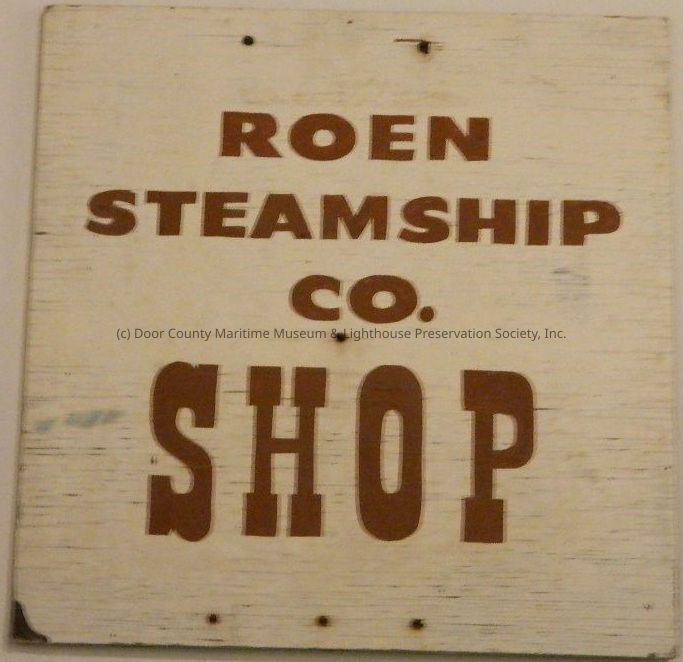 ROEN
STEAMSHIP
CO.
(c) Door County Maritime Museum & Lighthouse Preservation Society, Inc.
SHOP